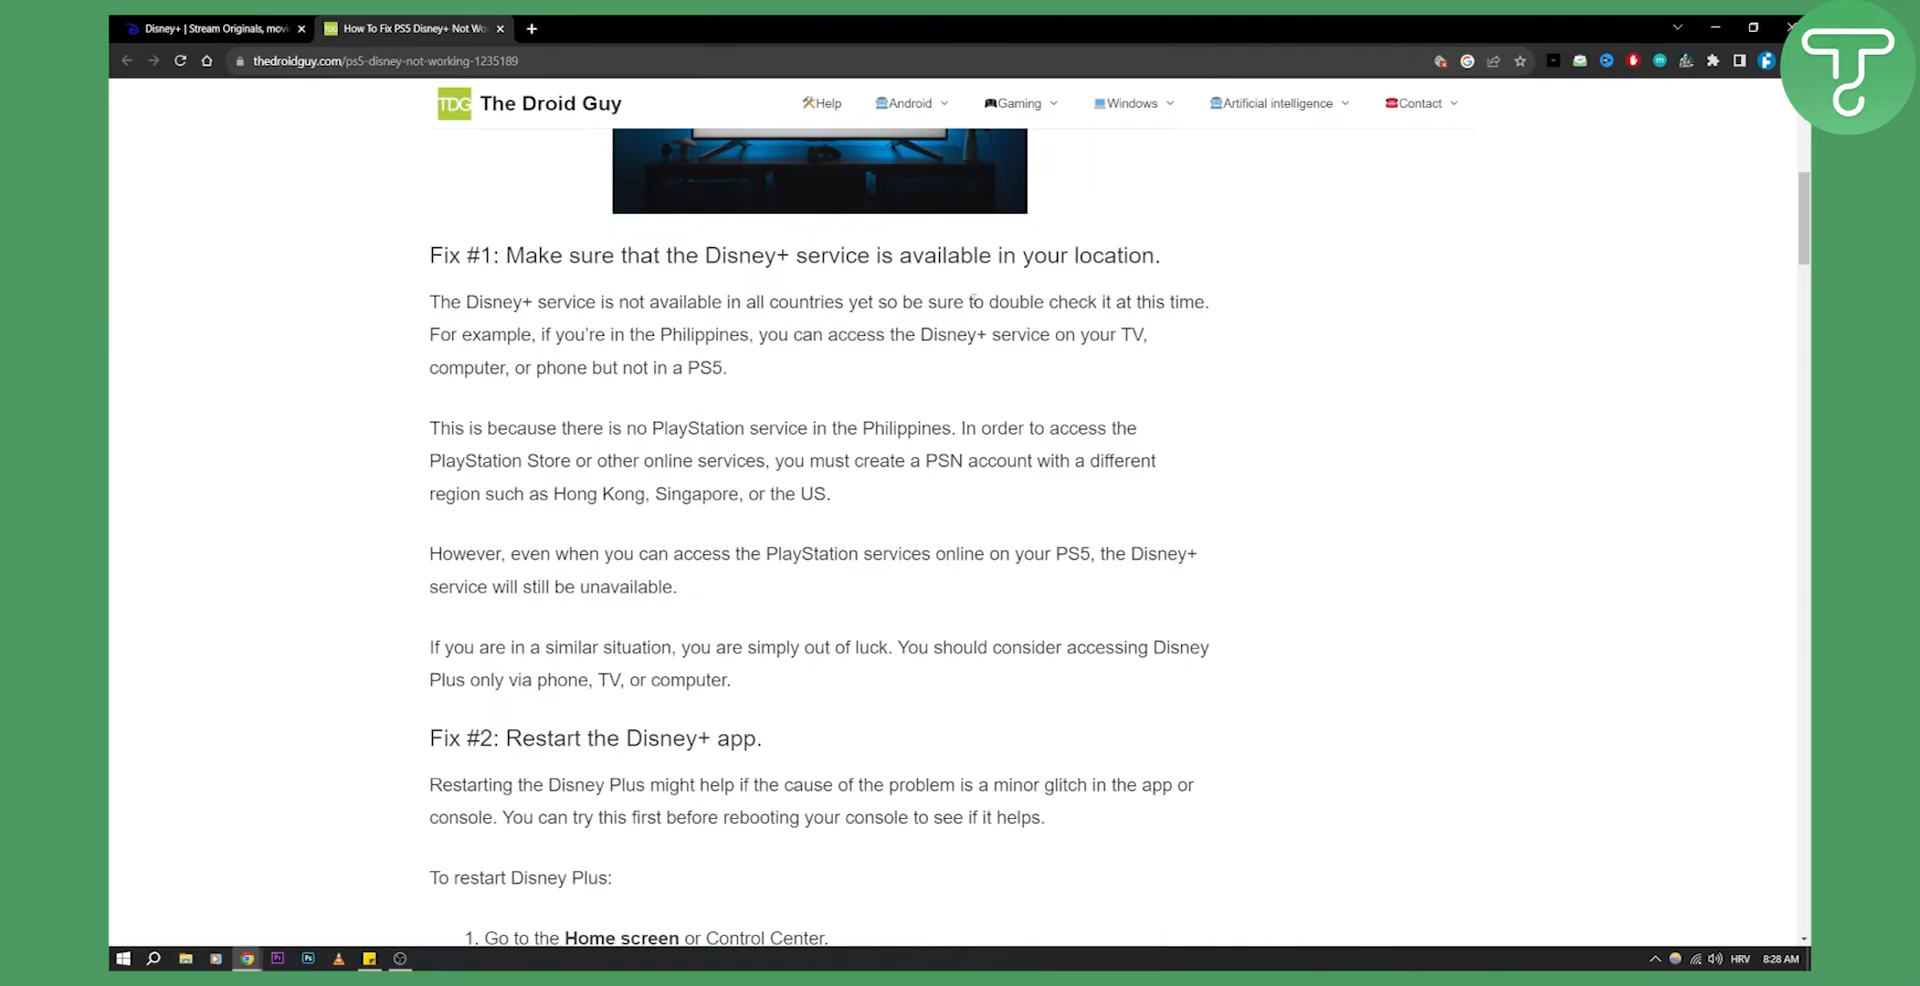 Disney+ | Stream Originals, movi
How To Fix PS5 Disney+ Not Wo
thedroidguy.com/ps5-disney-not-working-1235189
TDG The Droid Guy
Help
Android
Gaming
Windows
Artificial intelligence
Contact
Fix #1: Make sure that the Disney+ service is available in your location.
The Disney+ service is not available in all countries yet so be sure to double check it at this time.
For example, if you're in the Philippines, you can access the Disney+ service on your TV,
computer, or phone but not in a PS5.
This is because there is no PlayStation service in the Philippines. In order to access the
PlayStation Store or other online services, you must create a PSN account with a different
region such as Hong Kong, Singapore, or the US.
However, even when you can access the PlayStation services online on your PS5, the Disney+
service will still be unavailable.
If you are in a similar situation, you are simply out of luck. You should consider accessing Disney
Plus only via phone, TV, or computer.
Fix #2: Restart the Disney+ app.
Restarting the Disney Plus might help if the cause of the problem is a minor glitch in the app or
console. You can try this first before rebooting your console to see if it helps.
To restart Disney Plus:
1. Go to the Home screen or Control Center.
HRV
8:28 AM